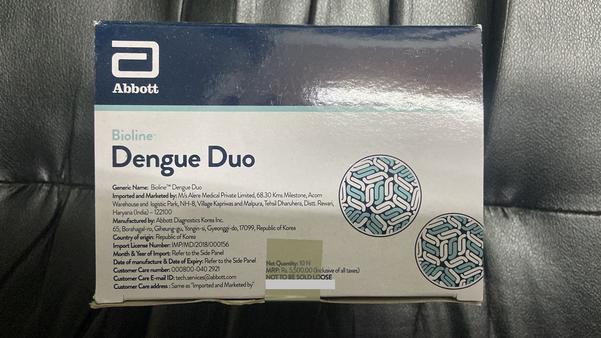 Abbott
Bioline™
Dengue Duo
Generic Name: Bioline™ Dengue Duo
Imported and Marketed by: M/s Alere Medical Private Limited, 68.30 Kms Milestone, Acorn
Warehouse and logistic Park, NH-8, Village Kapriwas and Malpura, Tehsil Dharuhera, Distt. Rewari,
Haryana (India) – 122100
Manufactured by: Abbott Diagnostics Korea Inc.
65, Borahagal-ro, Giheung-gu, Yongin-si, Gyeonggi-do, 17099, Republic of Korea
Country of origin: Republic of Korea
Import License Number: IMP/IMD/2018/000156
Month & Year of Import: Refer to the Side Panel
Date of manufacture & Date of Expiry: Refer to the Side Panel
Customer Care number: 000800-040 2921
Customer Care E-mail ID: tech.services@abbott.com
Customer Care address : Same as "Imported and Marketed by"
Net Quantity: 10 N
MRP: Rs. 5,500.00 (Inclusive of all taxes)
NOT TO BE SOLD LOOSE